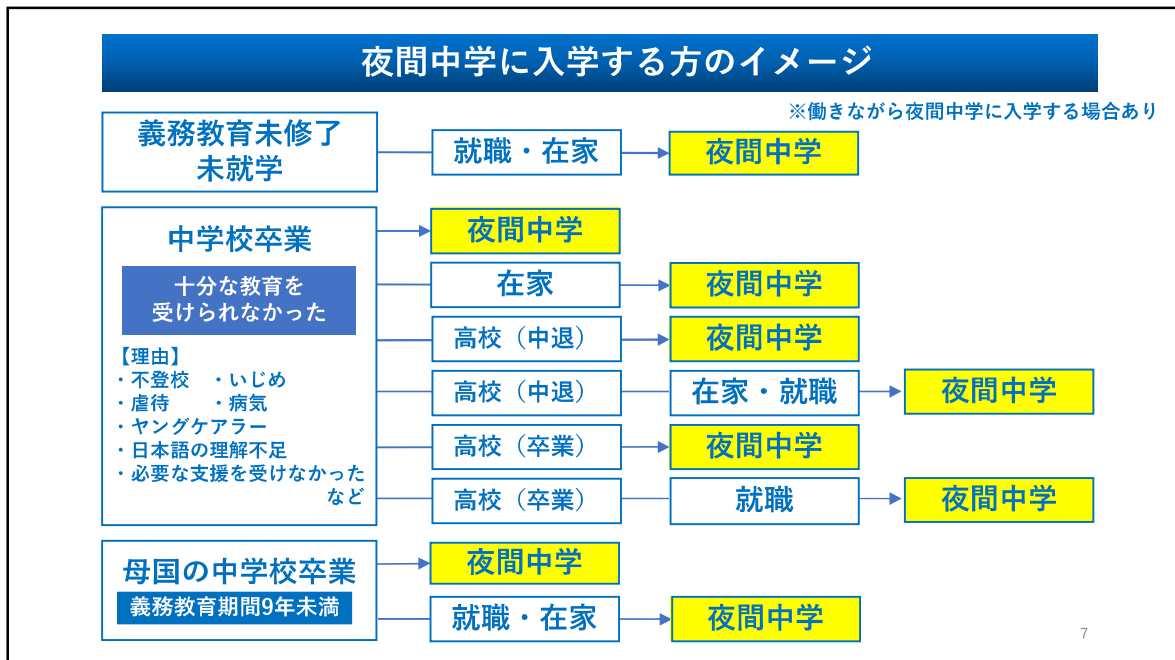 夜間中学に入学する方のイメージ
※働きながら夜間中学に入学する場合あり
義務教育未修了
未就学
就職・在家
夜間中学
中学校卒業
十分な教育を
受けられなかった
【理由】
・不登校 ・いじめ
・虐待 ・病気
・ヤングケアラー
・日本語の理解不足
・必要な支援を受けなかった
など
夜間中学
在家
夜間中学
高校（中退）
夜間中学
高校（中退）
在家・就職
夜間中学
高校（卒業）
夜間中学
高校（卒業）
就職
夜間中学
母国の中学校卒業
義務教育期間9年未満
夜間中学
就職・在家
夜間中学
7